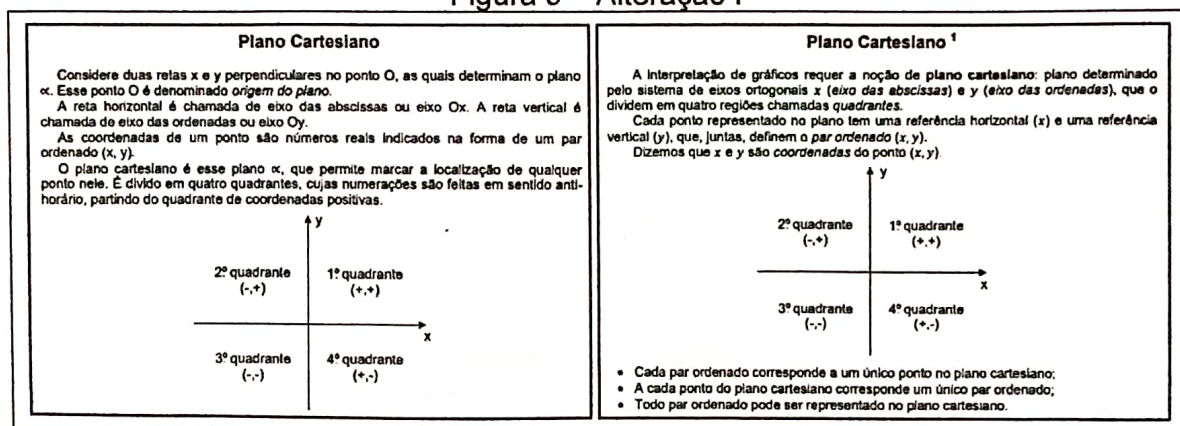 Figura 6 – Alteração I
Plano Cartesiano
Considere duas retas x e y perpendiculares no ponto O, as quais determinam o plano
∝. Esse ponto O é denominado origem do plano.
A reta horizontal é chamada de eixo das abscissas ou eixo Ox. A reta vertical é
chamada de eixo das ordenadas ou eixo Oy.
As coordenadas de um ponto são números reais indicados na forma de um par
ordenado (x, y).
O plano cartesiano é esse plano ∝, que permite marcar a localização de qualquer
ponto nele. É divido em quatro quadrantes, cujas numerações são feitas em sentido anti-
horário, partindo do quadrante de coordenadas positivas.
y
2º quadrante 1º quadrante
(-,+) (+,+)
x
3º quadrante 4º quadrante
(-,-) (+,-)
Plano Cartesiano ¹
A interpretação de gráficos requer a noção de plano cartesiano: plano determinado
pelo sistema de eixos ortogonais x (eixo das abscissas) e y (eixo das ordenadas), que o
dividem em quatro regiões chamadas quadrantes.
Cada ponto representado no plano tem uma referência horizontal (x) e uma referência
vertical (y), que, juntas, definem o par ordenado (x, y).
Dizemos que x e y são coordenadas do ponto (x, y).
y
2º quadrante 1º quadrante
(-,+) (+,+)
x
3º quadrante 4º quadrante
(-,-) (+,-)
• Cada par ordenado corresponde a um único ponto no plano cartesiano;
• A cada ponto do plano cartesiano corresponde um único par ordenado;
• Todo par ordenado pode ser representado no plano cartesiano.